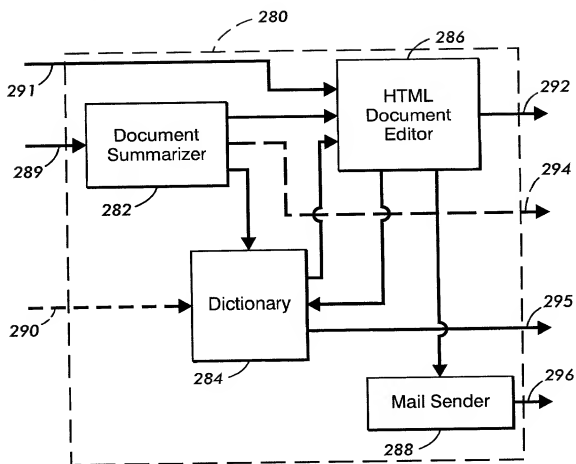 280
286
291
HTML
Document
Editor
292
Document
Summarizer
289
282
294
Dictionary
290
295
284
Mail Sender
296
288